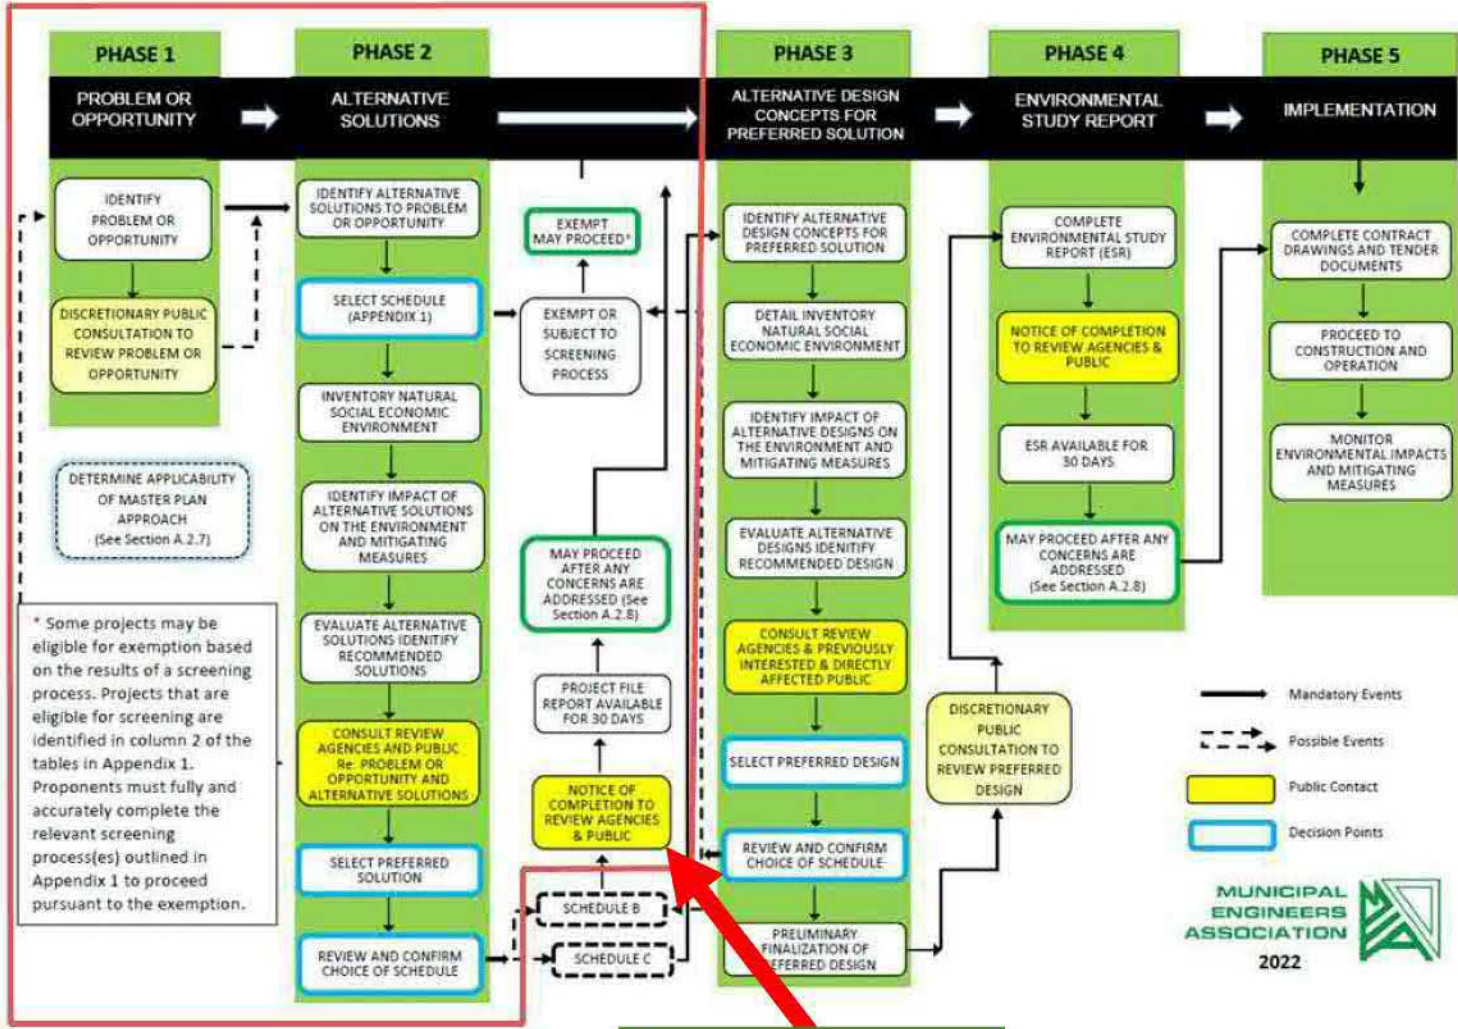 PHASE 1
PROBLEM OR
OPPORTUNITY
IDENTIFY
PROBLEM OR
OPPORTUNITY
DISCRETIONARY PUBLIC
CONSULTATION TO
REVIEW PROBLEM OR
OPPORTUNITY
DETERMINE APPLICABILITY
OF MASTER PLAN
APPROACH
(See Section A.2.7)
* Some projects may be
eligible for exemption based
on the results of a screening
process. Projects that are
eligible for screening are
identified in column 2 of the
tables in Appendix 1.
Proponents must fully and
accurately complete the
relevant screening
process(es) outlined in
Appendix 1 to proceed
pursuant to the exemption.
PHASE 2
ALTERNATIVE
SOLUTIONS
IDENTIFY ALTERNATIVE
SOLUTIONS TO PROBLEM
OR OPPORTUNITY
SELECT SCHEDULE
(APPENDIX 1)
INVENTORY NATURAL
SOCIAL ECONOMIC
ENVIRONMENT
IDENTIFY IMPACT OF
ALTERNATIVE SOLUTIONS
ON THE ENVIRONMENT
AND MITIGATING
MEASURES
EVALUATE ALTERNATIVE
SOLUTIONS IDENTIFY
RECOMMENDED
SOLUTIONS
CONSULT REVIEW
AGENCIES AND PUBLIC
Re: PROBLEM OR
OPPORTUNITY AND
ALTERNATIVE SOLUTIONS
SELECT PREFERRED
SOLUTION
REVIEW AND CONFIRM
CHOICE OF SCHEDULE
EXEMPT
MAY PROCEED*
EXEMPT OR
SUBJECT TO
SCREENING
PROCESS
MAY PROCEED
AFTER ANY
CONCERNS ARE
ADDRESSED (See
Section A.2.8)
PROJECT FILE
REPORT AVAILABLE
FOR 30 DAYS
NOTICE OF
COMPLETION TO
REVIEW AGENCIES
& PUBLIC
SCHEDULE B
SCHEDULE C
PHASE 3
ALTERNATIVE DESIGN
CONCEPTS FOR
PREFERRED SOLUTION
IDENTIFY ALTERNATIVE
DESIGN CONCEPTS FOR
PREFERRED SOLUTION
DETAIL INVENTORY
NATURAL SOCIAL
ECONOMIC ENVIRONMENT
IDENTIFY IMPACT OF
ALTERNATIVE DESIGNS ON
THE ENVIRONMENT AND
MITIGATING MEASURES
EVALUATE ALTERNATIVE
DESIGNS IDENTIFY
RECOMMENDED DESIGN
CONSULT REVIEW
AGENCIES & PREVIOUSLY
INTERESTED & DIRECTLY
AFFECTED PUBLIC
SELECT PREFERRED DESIGN
REVIEW AND CONFIRM
CHOICE OF SCHEDULE
PRELIMINARY
FINALIZATION OF
EFERRED DESIGN
DISCRETIONARY
PUBLIC
CONSULTATION TO
REVIEW PREFERRED
DESIGN
PHASE 4
ENVIRONMENTAL
STUDY REPORT
COMPLETE
ENVIRONMENTAL STUDY
REPORT (ESR)
NOTICE OF COMPLETION
TO REVIEW AGENCIES &
PUBLIC
ESR AVAILABLE FOR
30 DAYS
MAY PROCEED AFTER ANY
CONCERNS ARE
ADDRESSED
(See Section A.2.8)
PHASE 5
IMPLEMENTATION
COMPLETE CONTRACT
DRAWINGS AND TENDER
DOCUMENTS
PROCEED TO
CONSTRUCTION AND
OPERATION
MONITOR
ENVIRONMENTAL IMPACTS
AND MITIGATING
MEASURES
Mandatory Events
Possible Events
Public Contact
Decision Points
MUNICIPAL
ENGINEERS
ASSOCIATION
2022